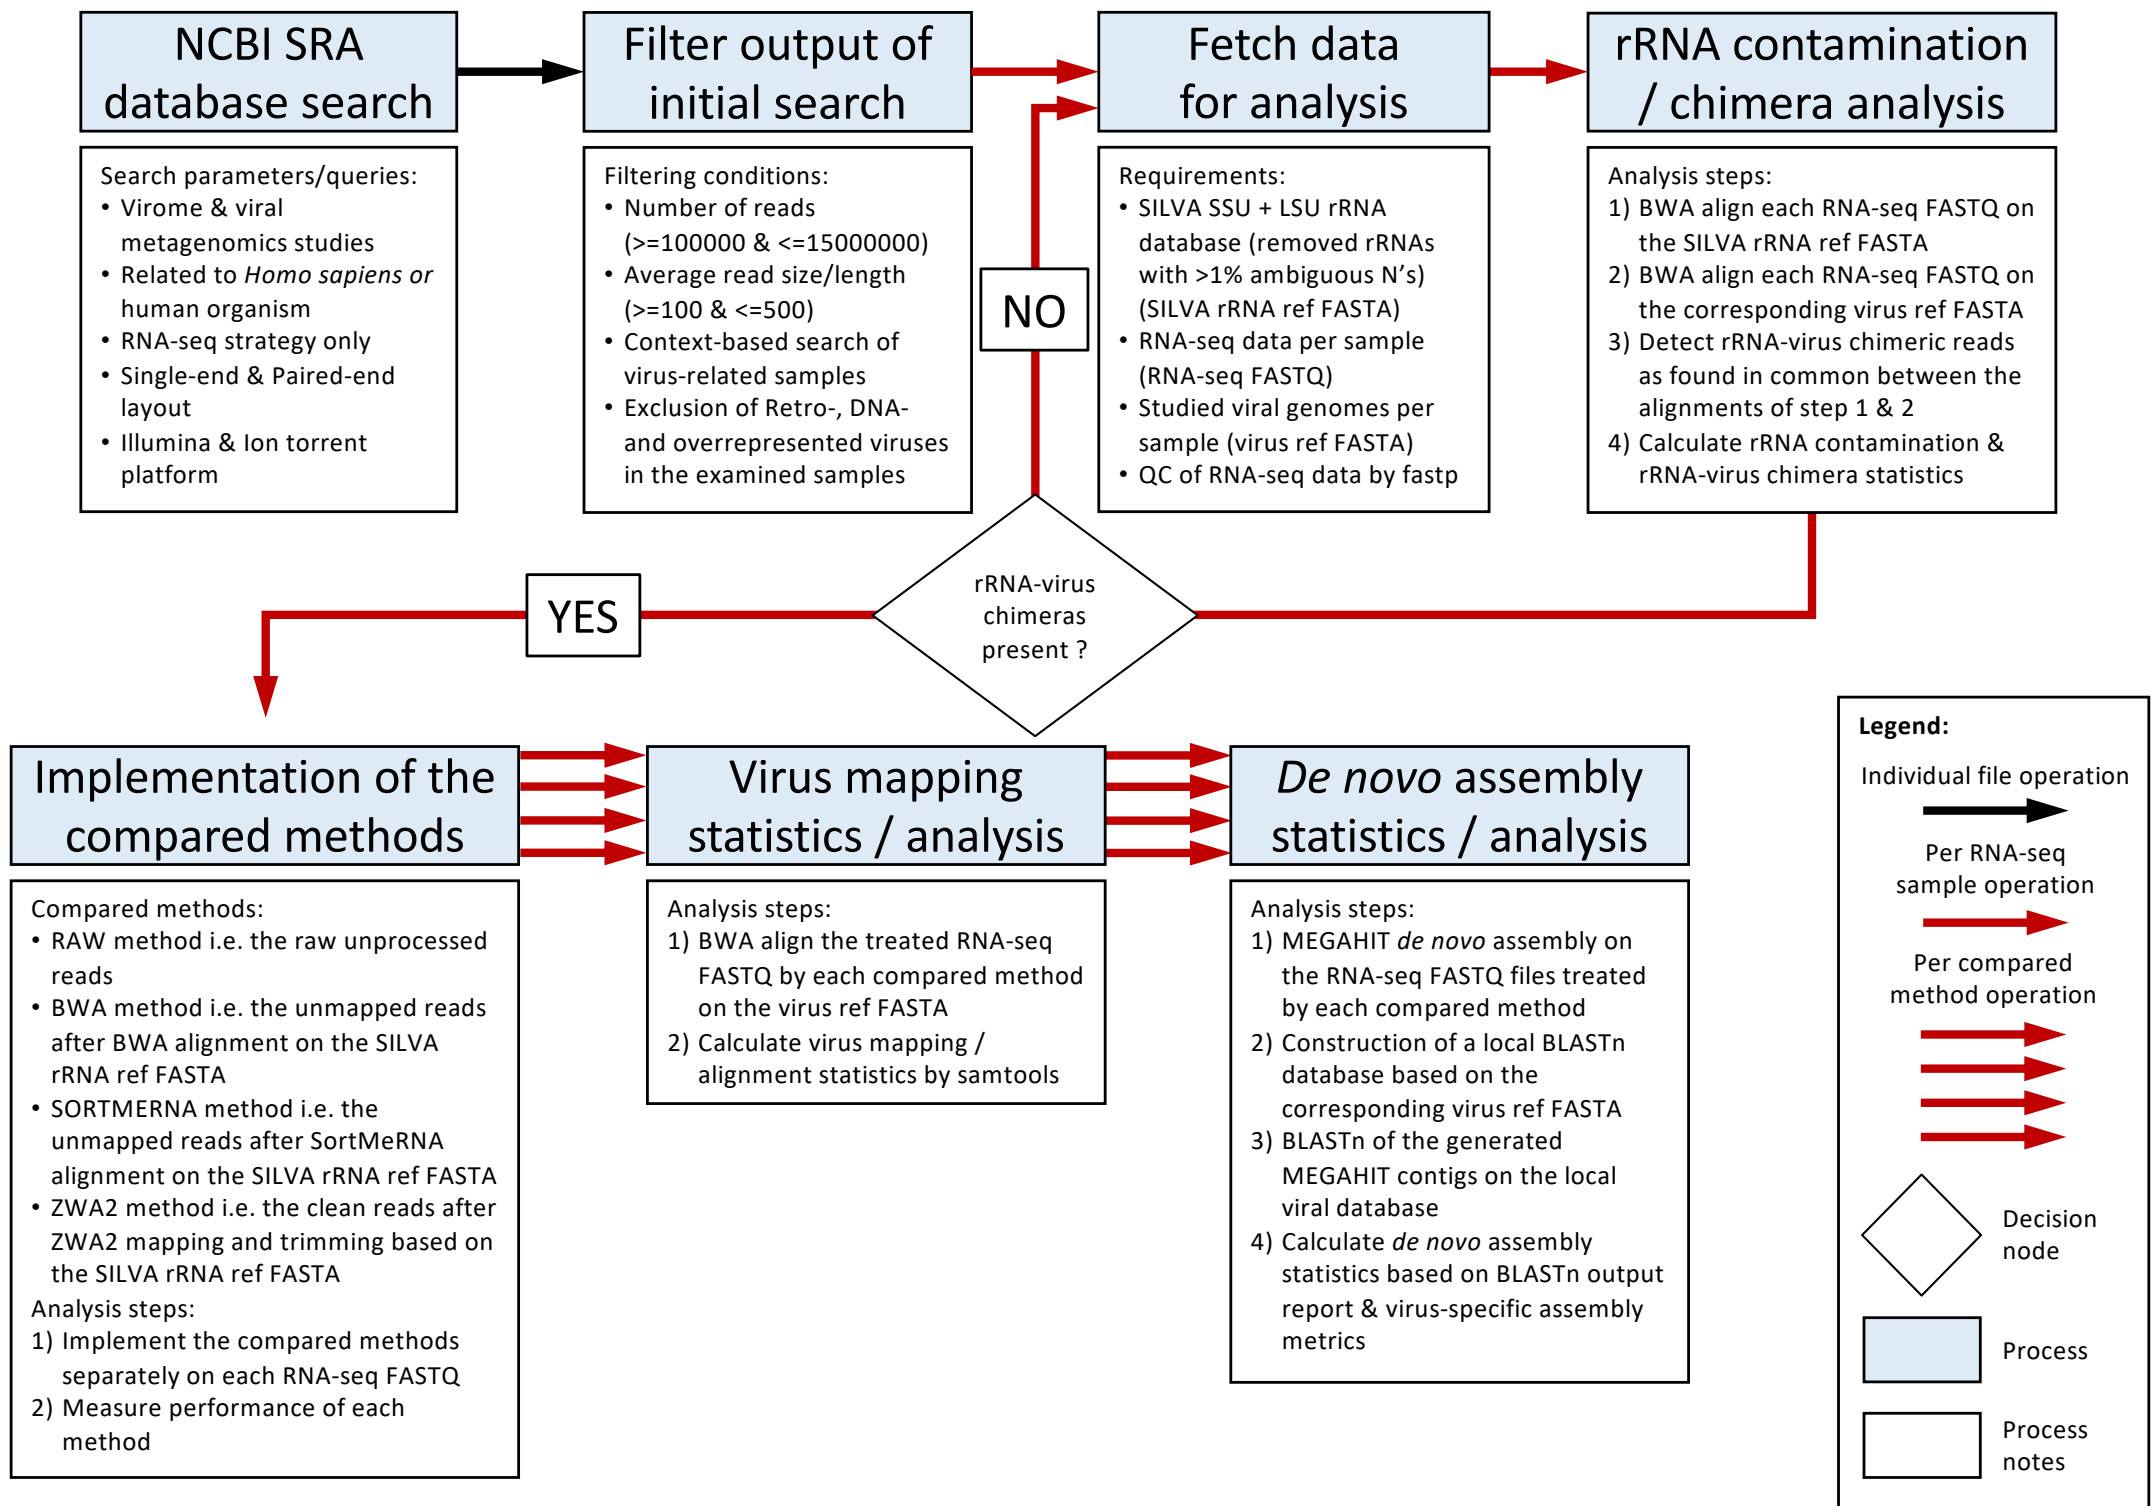 NCBI SRA
database search
Search parameters/queries:
• Virome & viral
metagenomics studies
• Related to Homo sapiens or
human organism
• RNA-seq strategy only
• Single-end & Paired-end
layout
• Illumina & Ion torrent
platform
Filter output of
initial search
Filtering conditions:
• Number of reads
(>=100000 & <=15000000)
• Average read size/length
(>=100 & <=500)
• Context-based search of
virus-related samples
• Exclusion of Retro-, DNA-
and overrepresented viruses
in the examined samples
Fetch data
for analysis
Requirements:
• SILVA SSU + LSU rRNA
database (removed rRNAs
with >1% ambiguous N’s)
(SILVA rRNA ref FASTA)
• RNA-seq data per sample
(RNA-seq FASTQ)
• Studied viral genomes per
sample (virus ref FASTA)
• QC of RNA-seq data by fastp
rRNA contamination
/ chimera analysis
Analysis steps:
1) BWA align each RNA-seq FASTQ on
the SILVA rRNA ref FASTA
2) BWA align each RNA-seq FASTQ on
the corresponding virus ref FASTA
3) Detect rRNA-virus chimeric reads
as found in common between the
alignments of step 1 & 2
4) Calculate rRNA contamination &
rRNA-virus chimera statistics
NO
YES
rRNA-virus
chimeras
present ?
Implementation of the
compared methods
Compared methods:
• RAW method i.e. the raw unprocessed
reads
• BWA method i.e. the unmapped reads
after BWA alignment on the SILVA
rRNA ref FASTA
• SORTMERNA method i.e. the
unmapped reads after SortMeRNA
alignment on the SILVA rRNA ref FASTA
• ZWA2 method i.e. the clean reads after
ZWA2 mapping and trimming based on
the SILVA rRNA ref FASTA
Analysis steps:
1) Implement the compared methods
separately on each RNA-seq FASTQ
2) Measure performance of each
method
Virus mapping
statistics / analysis
Analysis steps:
1) BWA align the treated RNA-seq
FASTQ by each compared method
on the virus ref FASTA
2) Calculate virus mapping /
alignment statistics by samtools
De novo assembly
statistics / analysis
Analysis steps:
1) MEGAHIT de novo assembly on
the RNA-seq FASTQ files treated
by each compared method
2) Construction of a local BLASTn
database based on the
corresponding virus ref FASTA
3) BLASTn of the generated
MEGAHIT contigs on the local
viral database
4) Calculate de novo assembly
statistics based on BLASTn output
report & virus-specific assembly
metrics
Legend:
Individual file operation
Per RNA-seq
sample operation
Per compared
method operation
Decision
node
Process
Process
notes